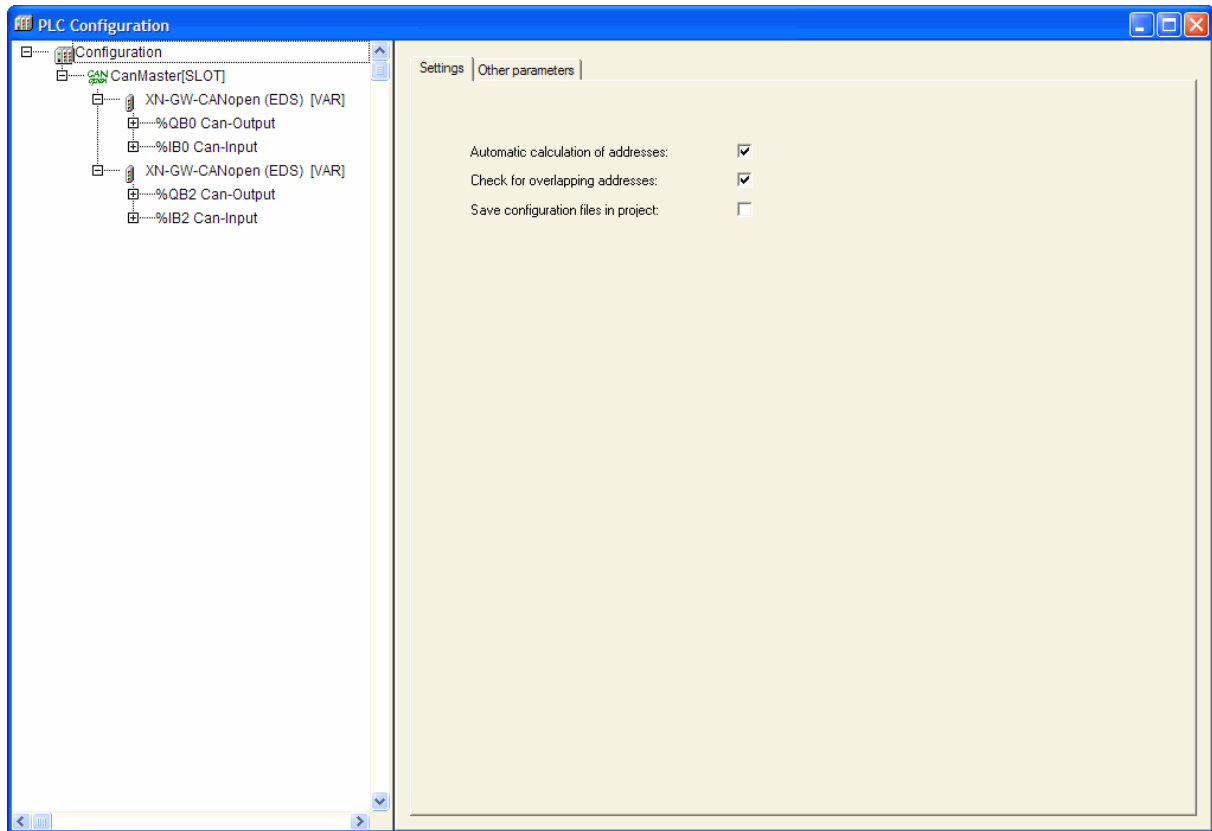 PLC Configuration
Configuration
CAN open CanMaster[SLOT]
XN-GW-CANopen (EDS) [VAR]
%QB0 Can-Output
%IB0 Can-Input
XN-GW-CANopen (EDS) [VAR]
%QB2 Can-Output
%IB2 Can-Input
Settings Other parameters
Automatic calculation of addresses:
Check for overlapping addresses:
Save configuration files in project: